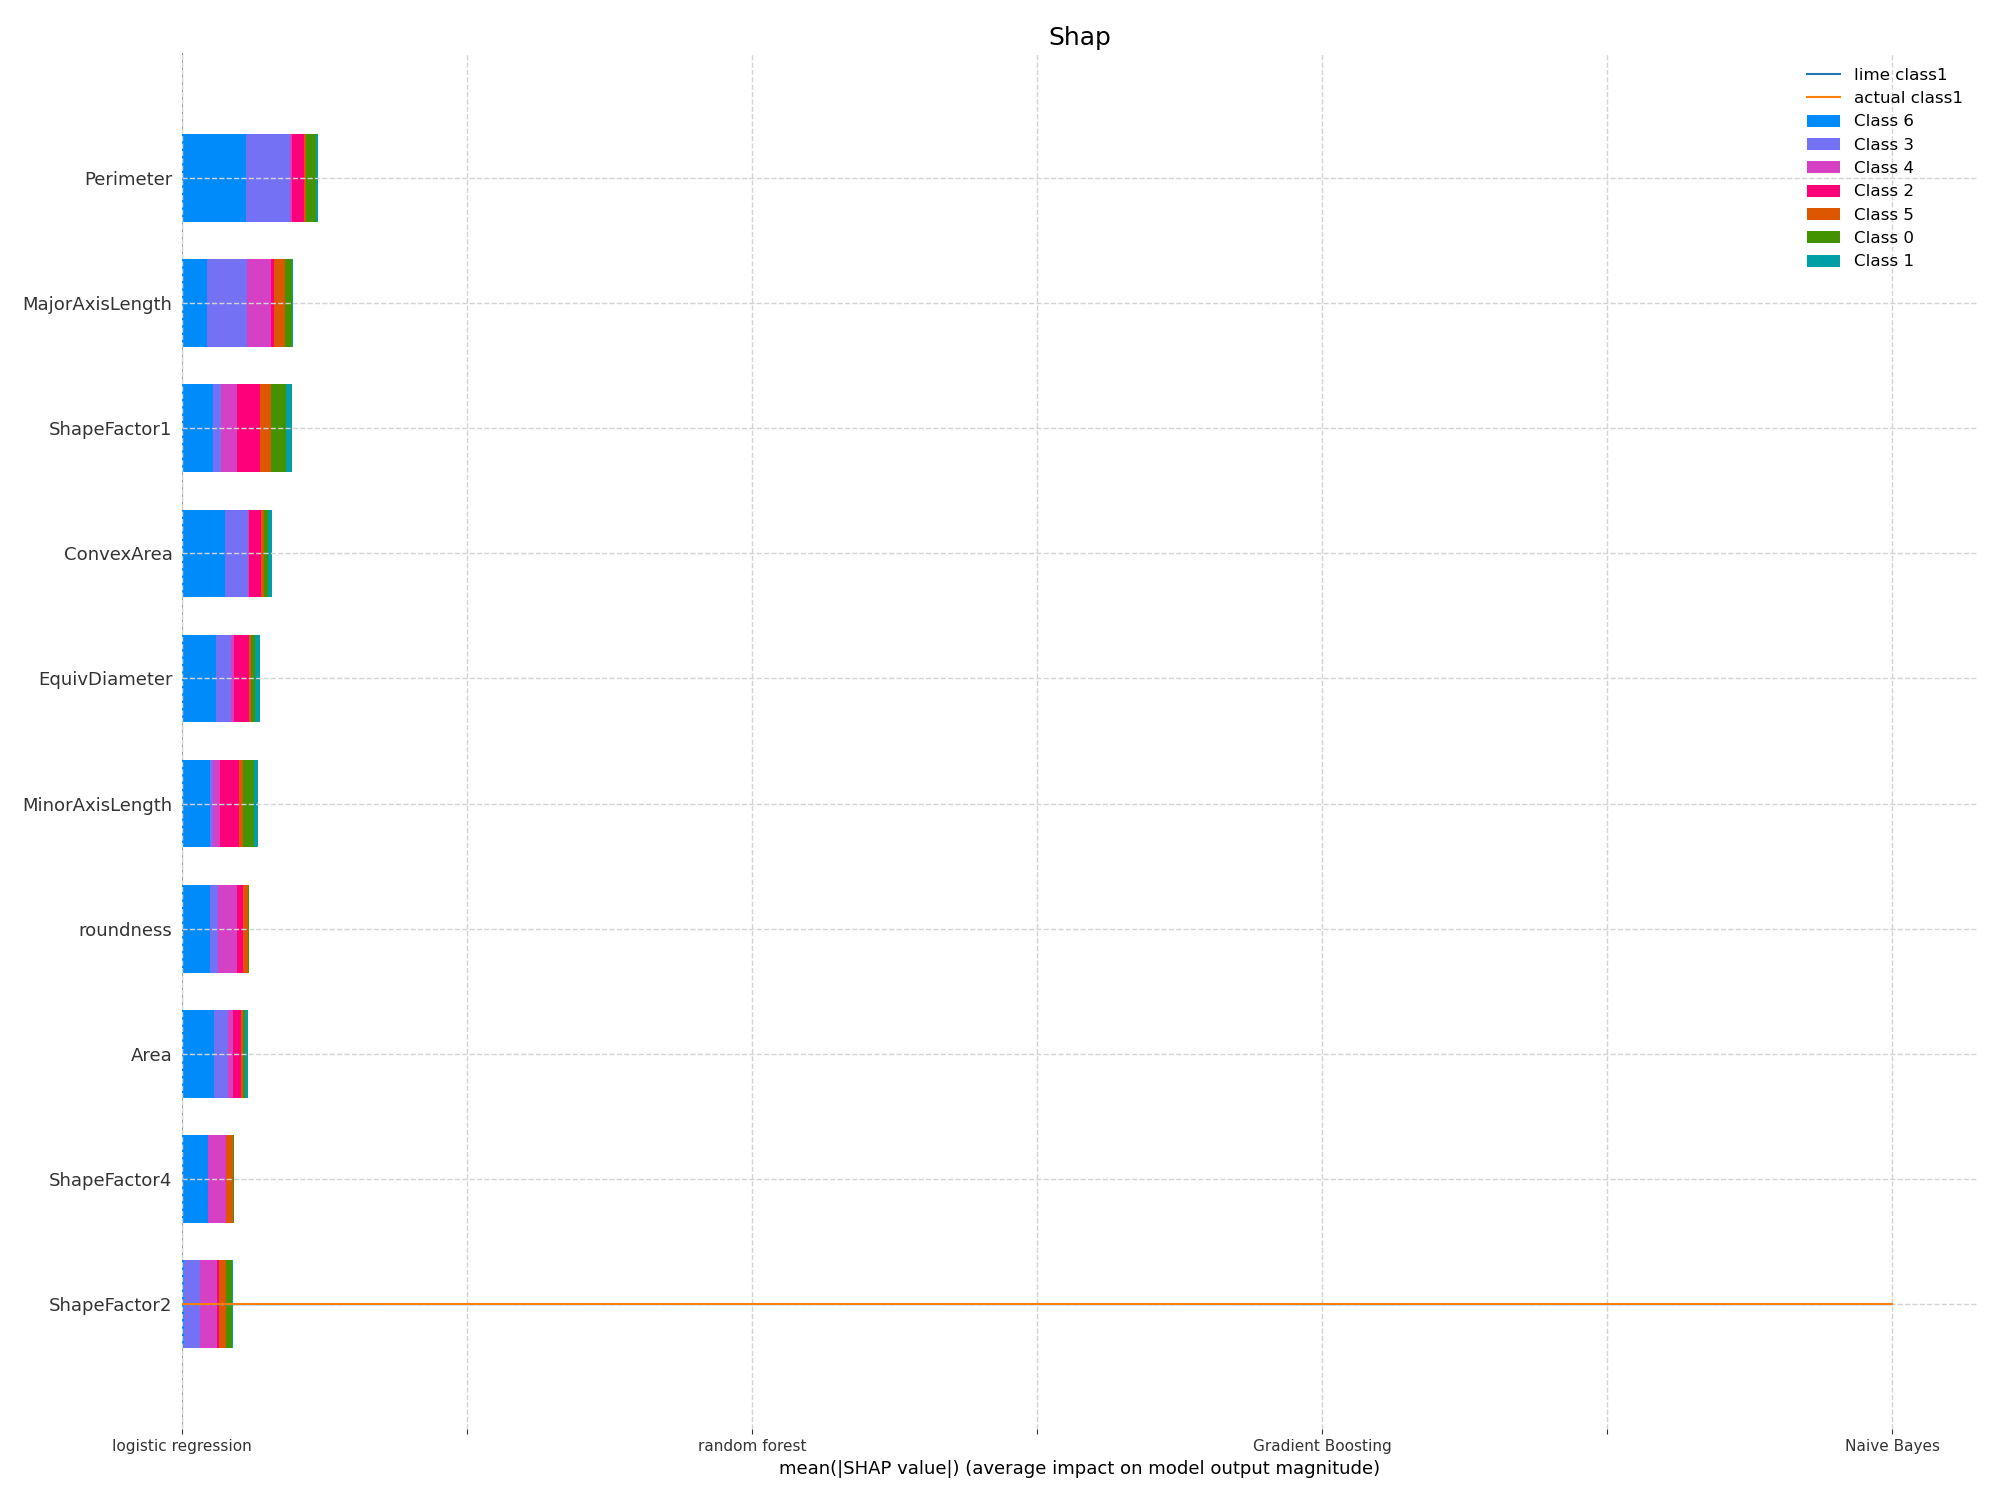 Shap
lime class1
actual class1
Class 6
Class 3
Class 4
Class 2
Class 5
Class 0
Class 1
Perimeter
MajorAxisLength
ShapeFactor1
ConvexArea
EquivDiameter
MinorAxisLength
roundness
Area
ShapeFactor4
ShapeFactor2
logistic regression
random forest
Gradient Boosting
Naive Bayes
mean(|SHAP value|) (average impact on model output magnitude)